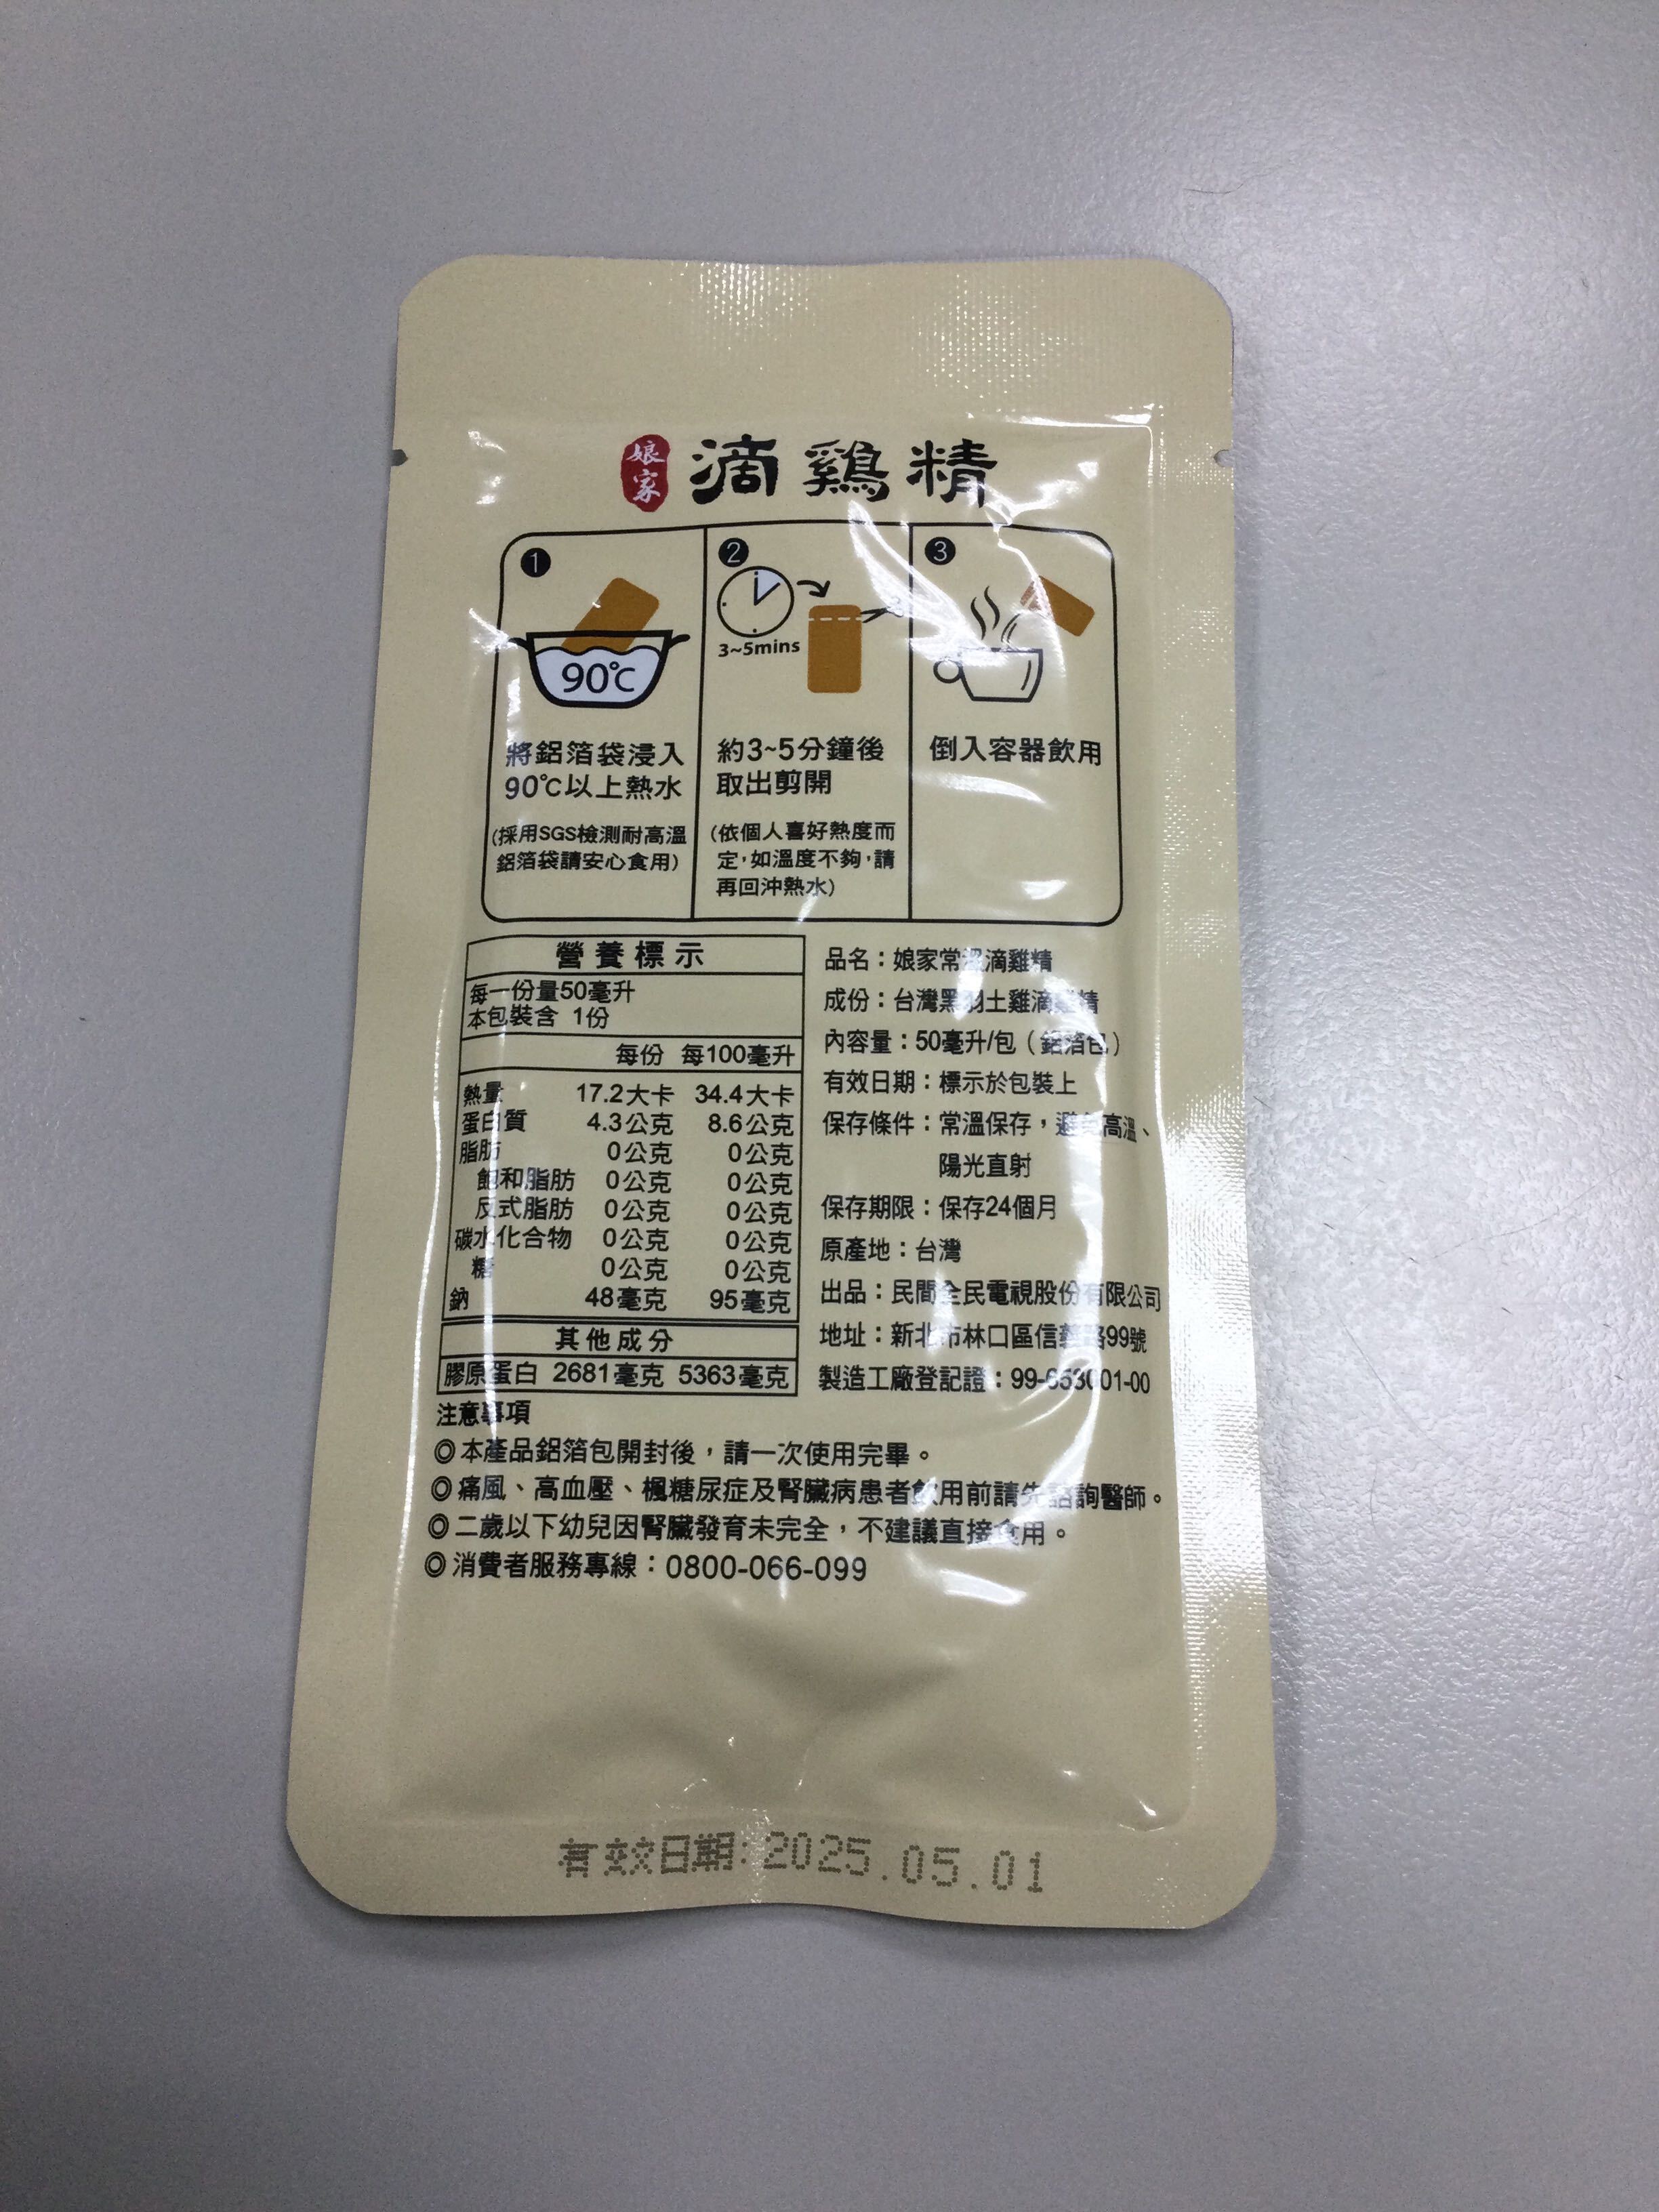 娘家
滴鷄精
1
90℃
將鋁箔袋浸入
90℃以上熱水
(採用SGS檢測耐高溫
鋁箔袋請安心食用)
2
3~5mins
約3~5分鐘後
取出剪開
(依個人喜好熱度而
定,如溫度不夠,請
再回沖熱水)
3
倒入容器飲用
營養標示
每一份量50毫升
本包裝含 1份
每份 每100毫升
熱量 17.2大卡 34.4大卡
蛋白質 4.3公克 8.6公克
脂肪 0公克 0公克
飽和脂肪 0公克 0公克
反式脂肪 0公克 0公克
碳水化合物 0公克 0公克
糖 0公克 0公克
鈉 48毫克 95毫克
其他成分
膠原蛋白 2681毫克 5363毫克
品名：娘家常溫滴雞精
成份：台灣黑羽土雞滴雞精
內容量：50毫升/包（鋁箔包）
有效日期：標示於包裝上
保存條件：常溫保存，避免高溫、
陽光直射
保存期限：保存24個月
原產地：台灣
出品：民間全民電視股份有限公司
地址：新北市林口區信義路99號
製造工廠登記證：99-653001-00
注意事項
◎本產品鋁箔包開封後，請一次使用完畢。
◎痛風、高血壓、楓糖尿症及腎臟病患者飲用前請先諮詢醫師。
◎二歲以下幼兒因腎臟發育未完全，不建議直接食用。
◎消費者服務專線：0800-066-099
有效日期:2025.05.01